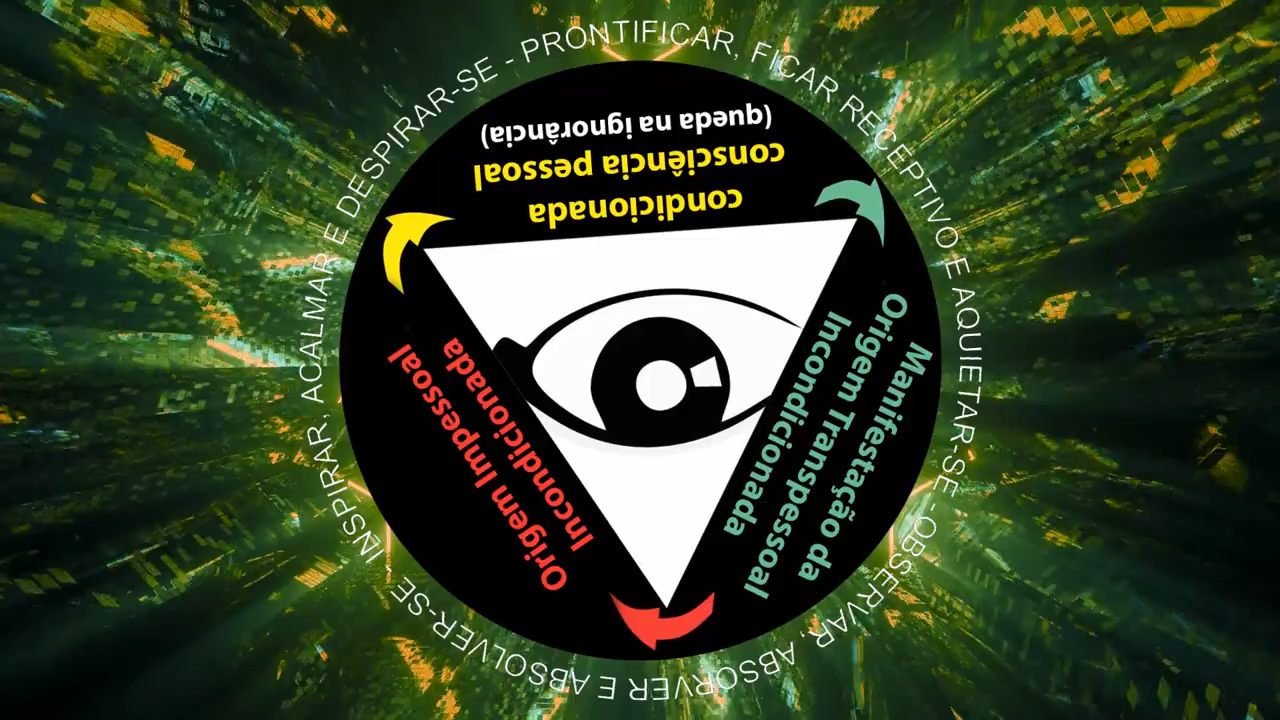 PRONTIFICAR, FICAR RECEPTIVO E AQUIETAR-SE - OBSERVAR, ABSORVER E ABSOLVER-SE - INSPIRAR, ACALMAR E DESPIRAR-SE -
condicionada
consciência pessoal
(queda na ignorância)
Manifestação da
Origem Transpessoal
Incondicionada
Origem Impessoal
Incondicionada